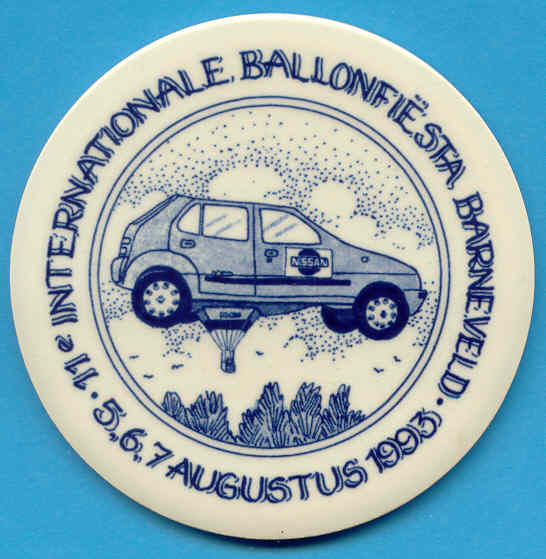 11e INTERNATIONALE BALLONFIËSTA BARNEVELD.
5, 6, 7 AUGUSTUS 1993.
NISSAN